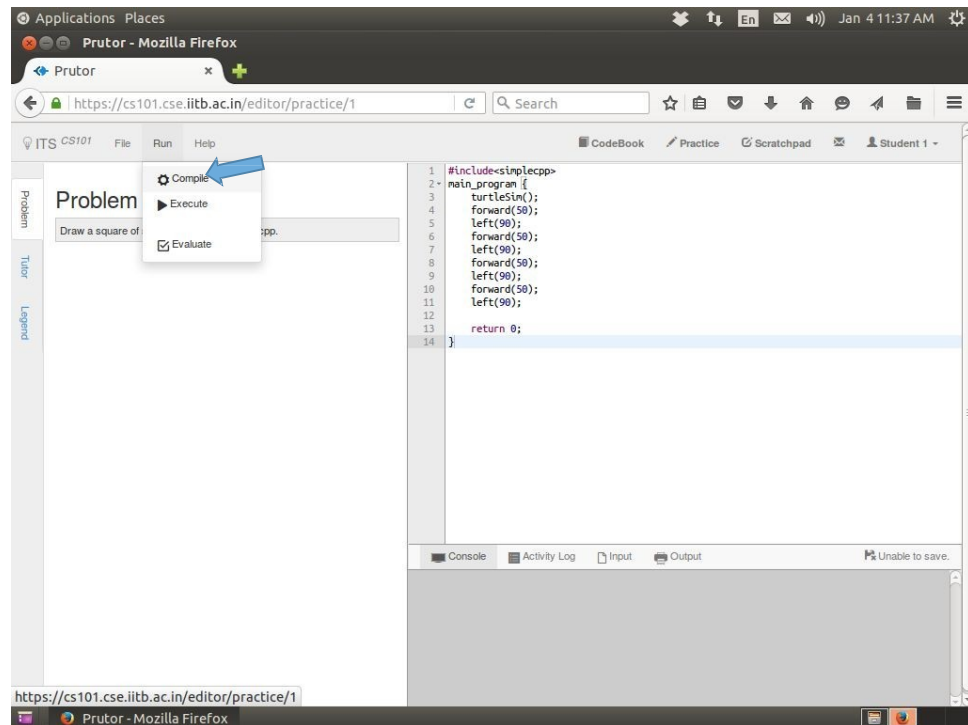 Applications Places
En
Jan 4 11:37 AM
Prutor - Mozilla Firefox
Prutor
https://cs101.cse.iitb.ac.in/editor/practice/1
Search
ITS CS101 File Run Help
CodeBook Practice Scratchpad Student 1
Compile
Execute
Evaluate
Problem
Tutor
Legend
Problem
Draw a square of
cpp.
1 #include<simplecpp>
2 main_program {
3 turtleSim();
4 forward(50);
5 left(90);
6 forward(50);
7 left(90);
8 forward(50);
9 left(90);
10 forward(50);
11 left(90);
12
13 return 0;
14 }
Console Activity Log Input Output Unable to save.
https://cs101.cse.iitb.ac.in/editor/practice/1
Prutor - Mozilla Firefox